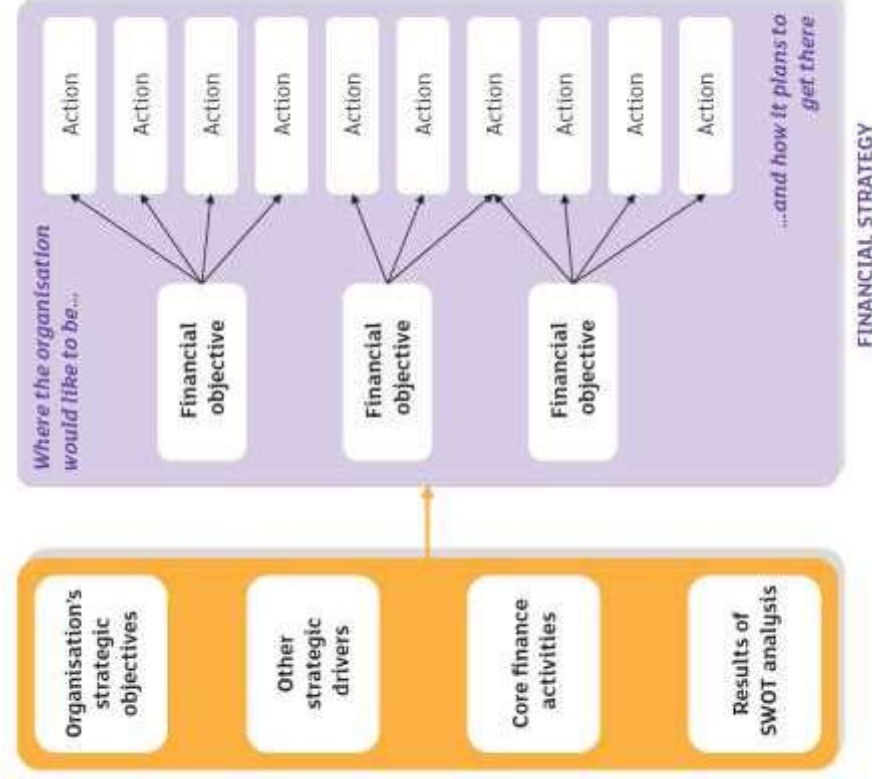 Organisation's
strategic
objectives
Other
strategic
drivers
Core finance
activities
Results of
SWOT analysis
Where the organisation
would like to be...
Financial
objective
Financial
objective
Financial
objective
Action
Action
Action
Action
Action
Action
Action
Action
Action
Action
...and how it plans to
get there
FINANCIAL STRATEGY